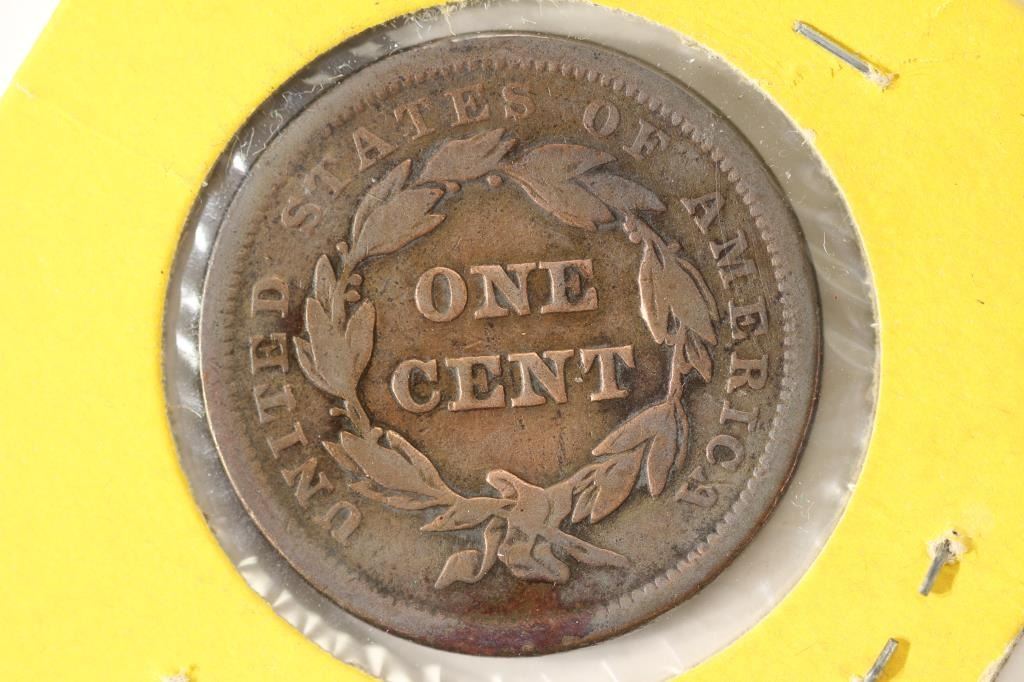 UNITED STATES OF AMERICA
ONE
CENT